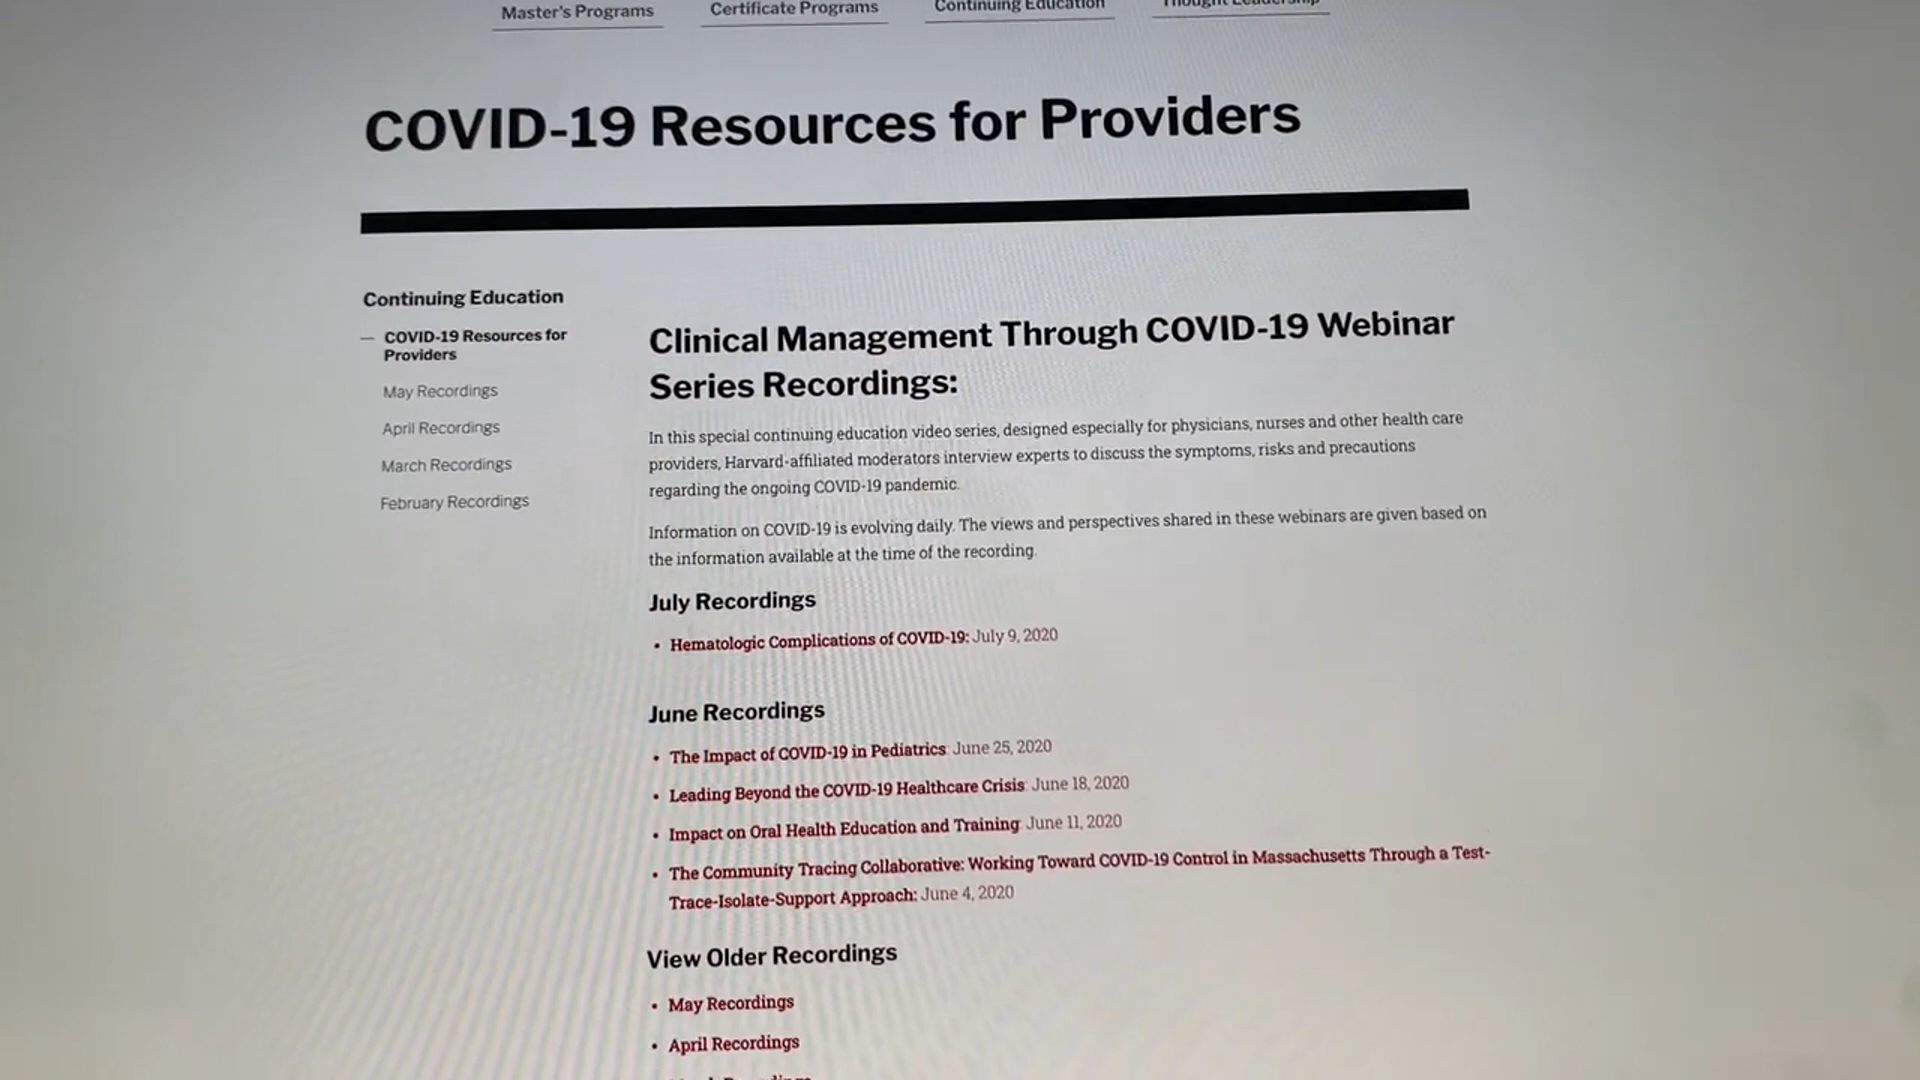 Master's Programs
Certificate Programs
Continuing Education
Thought Leadership
COVID-19 Resources for Providers
Continuing Education
COVID-19 Resources for
Providers
May Recordings
April Recordings
March Recordings
February Recordings
Clinical Management Through COVID-19 Webinar
Series Recordings:
In this special continuing education video series, designed especially for physicians, nurses and other health care
providers, Harvard-affiliated moderators interview experts to discuss the symptoms, risks and precautions
regarding the ongoing COVID-19 pandemic.
Information on COVID-19 is evolving daily. The views and perspectives shared in these webinars are given based on
the information available at the time of the recording.
July Recordings
• Hematologic Complications of COVID-19: July 9, 2020
June Recordings
• The Impact of COVID-19 in Pediatrics: June 25, 2020
• Leading Beyond the COVID-19 Healthcare Crisis: June 18, 2020
• Impact on Oral Health Education and Training: June 11, 2020
• The Community Tracing Collaborative: Working Toward COVID-19 Control in Massachusetts Through a Test-
Trace-Isolate-Support Approach: June 4, 2020
View Older Recordings
• May Recordings
• April Recordings